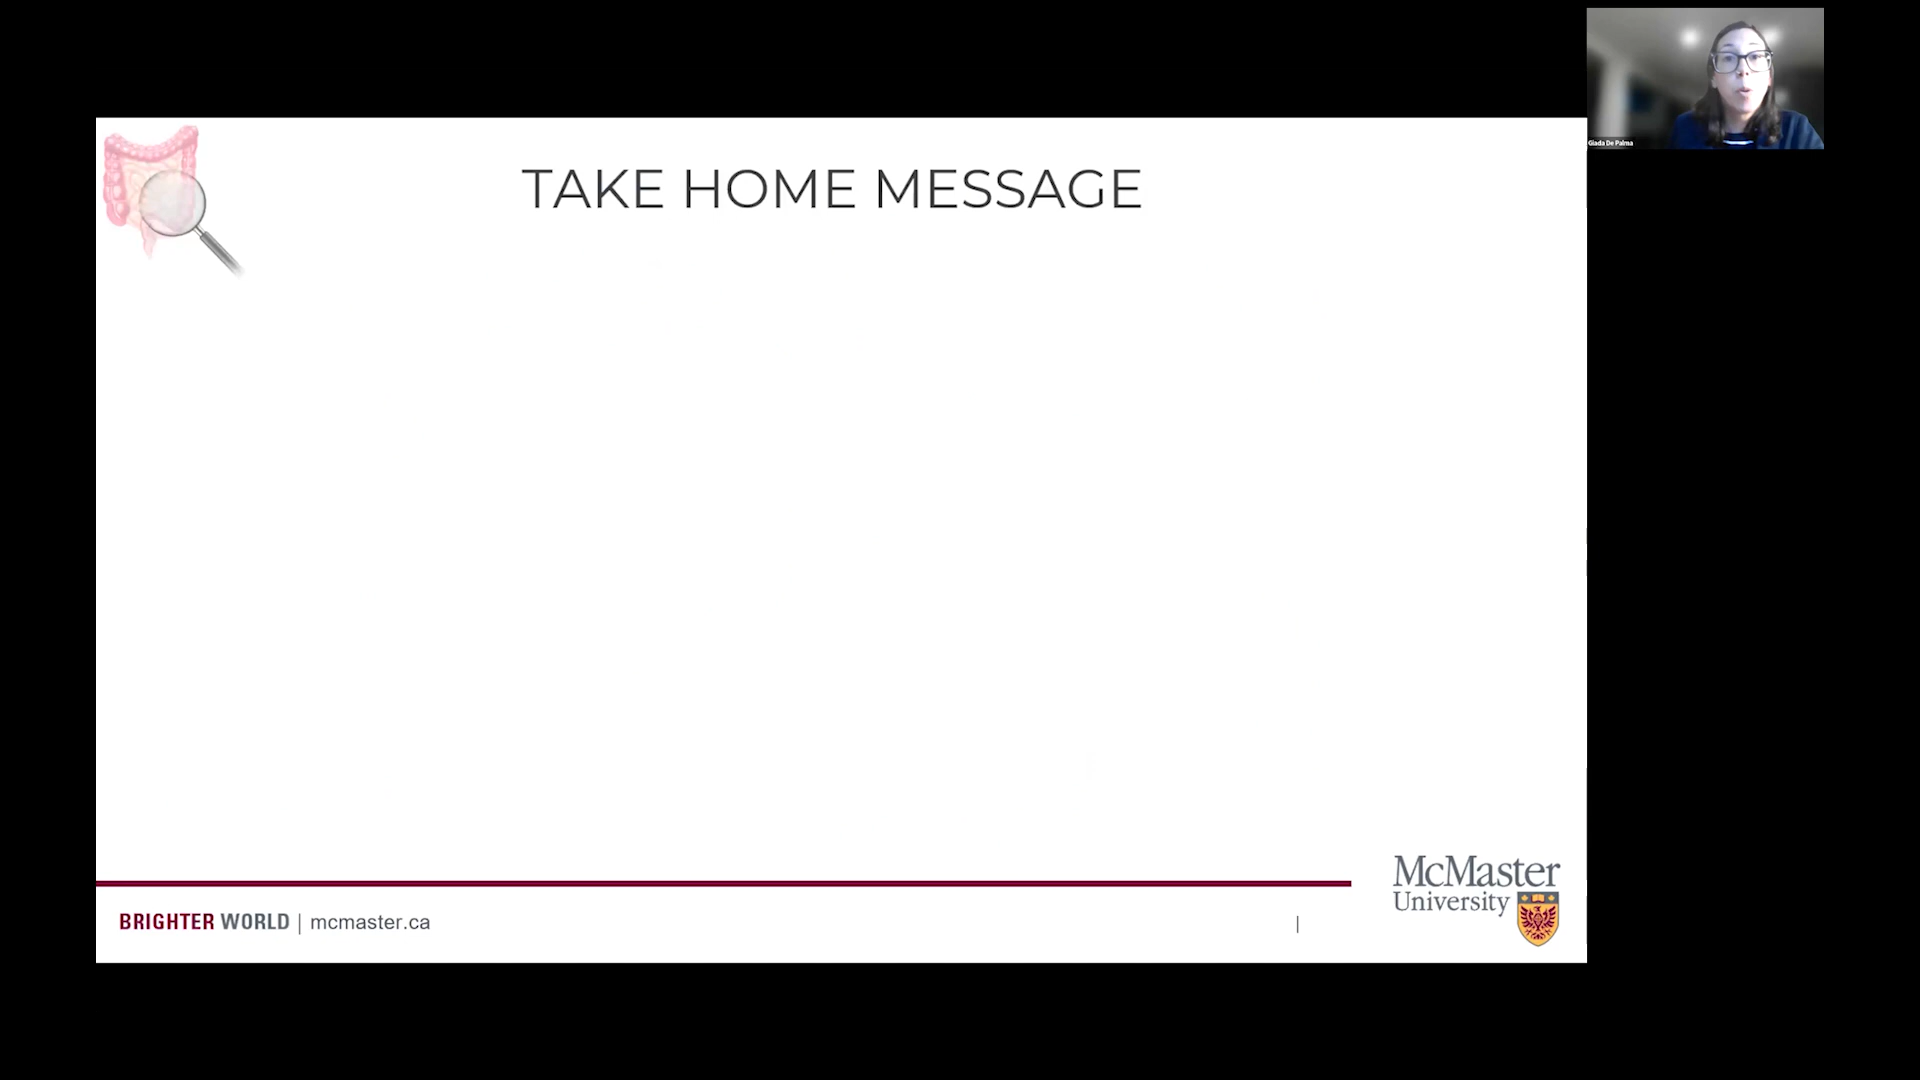 Giada De Palma
TAKE HOME MESSAGE
McMaster
University
BRIGHTER WORLD | mcmaster.ca
|